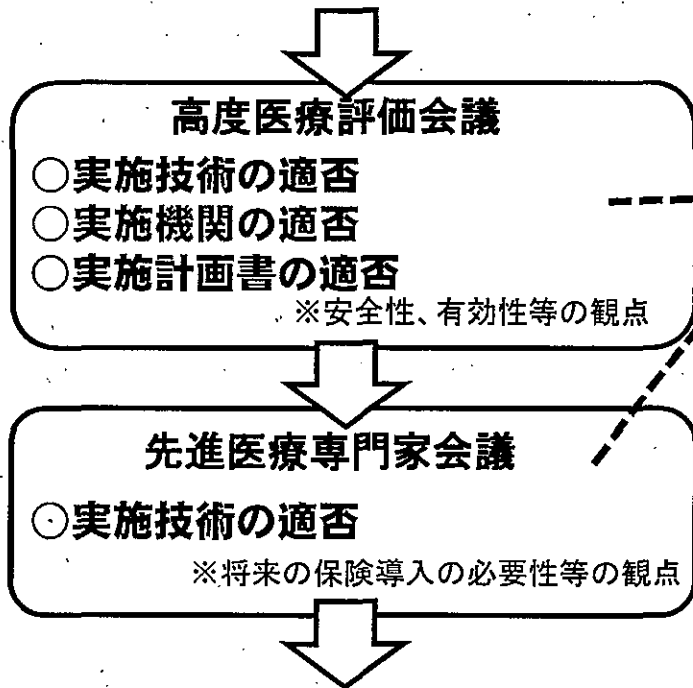 高度医療評価会議
○実施技術の適否
○実施機関の適否
○実施計画書の適否
※安全性、有効性等の観点
先進医療専門家会議
○実施技術の適否
※将来の保険導入の必要性等の観点